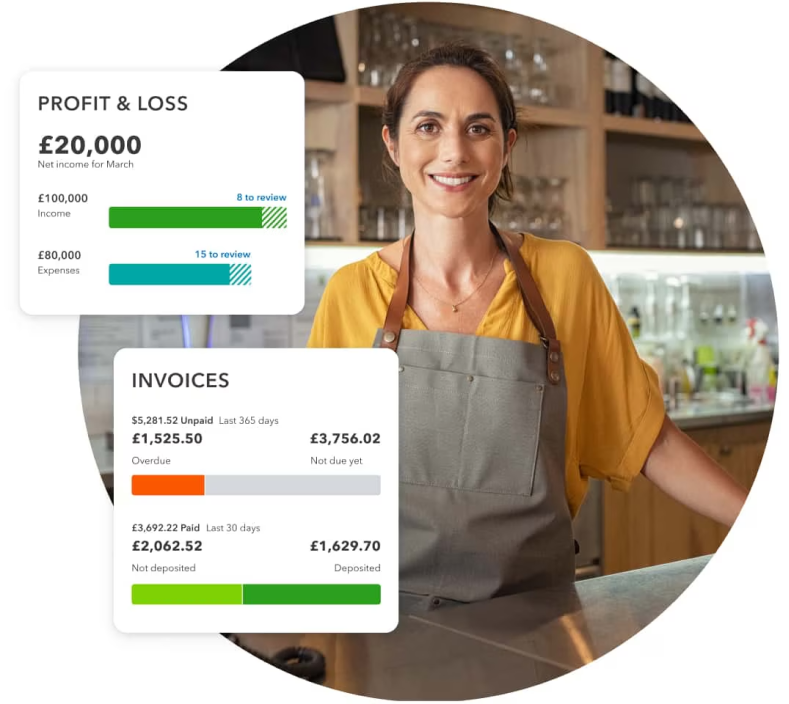 PROFIT & LOSS
£20,000
Net income for March
£100,000 8 to review
Income
£80,000 15 to review
Expenses
INVOICES
$5,281.52 Unpaid Last 365 days
£1,525.50 £3,756.02
Overdue Not due yet
£3,692.22 Paid Last 30 days
£2,062.52 £1,629.70
Not deposited Deposited